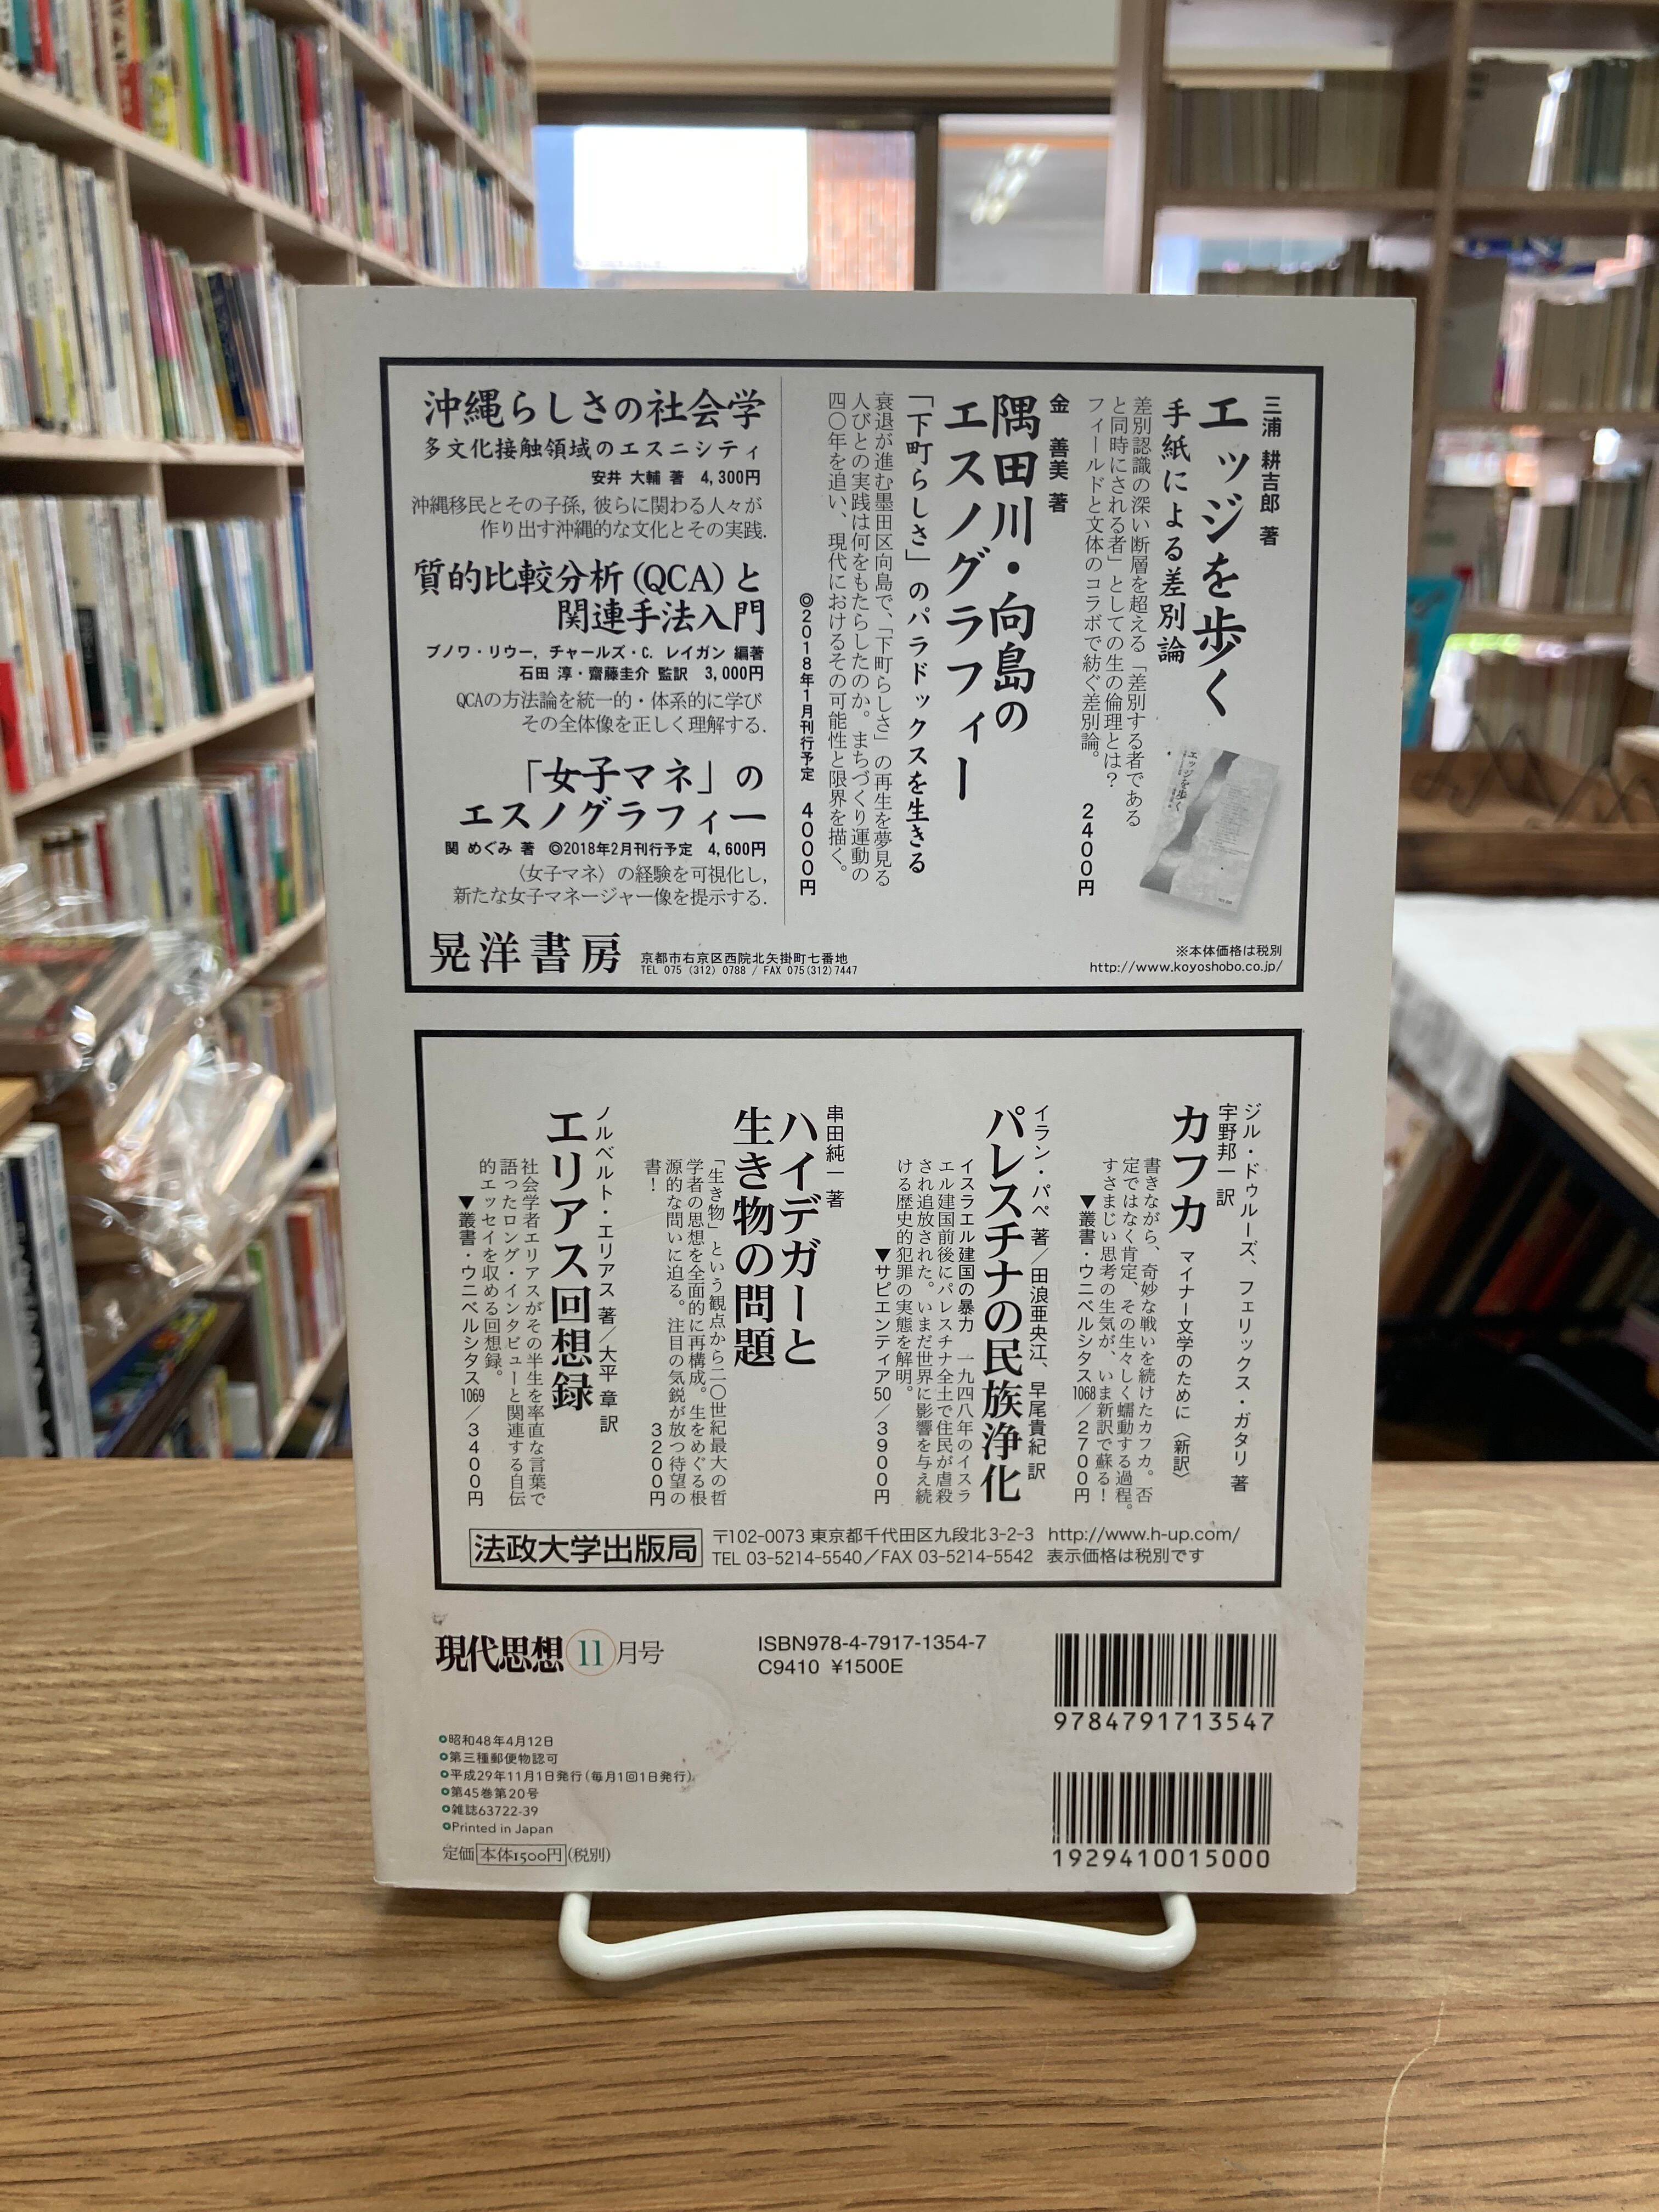 三浦 耕吉郎 著
エッジを歩く
手紙による差別論
差別認識の深い断層を超える「差別する者である
と同時にされる者」としての生の倫理とは？
フィールドと文体のコラボで紡ぐ差別論。
2400円
エッジを歩く
金 善美 著
隅田川・向島の
エスノグラフィー
「下町らしさ」のパラドックスを生きる
衰退が進む墨田区向島で、「下町らしさ」の再生を夢見る
人びとの実践は何をもたらしたのか。まちづくり運動の
四〇年を追い、現代におけるその可能性と限界を描く。
◎2018年1月刊行予定 4000円
沖縄らしさの社会学
多文化接触領域のエスニシティ
安井 大輔 著 4,300円
沖縄移民とその子孫, 彼らに関わる人々が
作り出す沖縄的な文化とその実践.
質的比較分析(QCA)と
関連手法入門
ブノワ・リウー, チャールズ・C. レイガン 編著
石田 淳・齋藤圭介 監訳 3,000円
QCAの方法論を統一的・体系的に学び
その全体像を正しく理解する.
「女子マネ」の
エスノグラフィー
関 めぐみ 著 ◎2018年2月刊行予定 4,600円
〈女子マネ〉の経験を可視化し,
新たな女子マネージャー像を提示する.
晃洋書房
京都市右京区西院北矢掛町七番地
TEL 075 (312) 0788 / FAX 075(312)7447
※本体価格は税別
http://www.koyoshobo.co.jp/
ジル・ドゥルーズ、フェリックス・ガタリ 著
宇野邦一 訳
カフカ マイナー文学のために〈新訳〉
書きながら、奇妙な戦いを続けたカフカ。否
定ではなく肯定、その生々しく蠕動する過程。
すさまじい思考の生気が、いま新訳で蘇る！
▼叢書・ウニベルシタス1068／2700円
イラン・パペ 著／田浪亜央江、早尾貴紀 訳
パレスチナの民族浄化
イスラエル建国の暴力 一九四八年のイスラ
エル建国前後にパレスチナ全土で住民が虐殺
され追放された。いまだ世界に影響を与え続
ける歴史的犯罪の実態を解明。
▼サピエンティア50／3900円
串田純一 著
ハイデガーと
生き物の問題
「生き物」という観点から二〇世紀最大の哲
学者の思想を全面的に再構成。生をめぐる根
源的な問いに迫る。注目の気鋭が放つ待望の
書！
3200円
ノルベルト・エリアス 著／大平 章 訳
エリアス回想録
社会学者エリアスがその半生を率直な言葉で
語ったロング・インタビューと関連する自伝
的エッセイを収める回想録。
▼叢書・ウニベルシタス1069／3400円
法政大学出版局
〒102-0073 東京都千代田区九段北3-2-3 http://www.h-up.com/
TEL 03-5214-5540／FAX 03-5214-5542 表示価格は税別です
現代思想 11月号
ISBN978-4-7917-1354-7
C9410 ¥1500E
9784791713547
昭和48年4月12日
第三種郵便物認可
平成29年11月1日発行(毎月1回1日発行)
第45巻第20号
雑誌63722-39
Printed in Japan
定価 本体1500円 (税別)
1929410015000